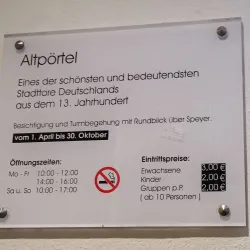 Altpörtel
Eines der schönsten und bedeutendsten
Stadttore Deutschlands
aus dem 13. Jahrhundert
Besichtigung und Turmbegehung mit Rundblick über Speyer.
vom 1. April bis 30. Oktober
Öffnungszeiten:
Mo - Fr 10:00 - 12:00
14:00 - 16:00
Sa u. So 10:00 - 17:00
Eintrittspreise:
Erwachsene 3,00 €
Kinder 2,00 €
Gruppen p.P. 2,00 €
( ab 10 Personen )